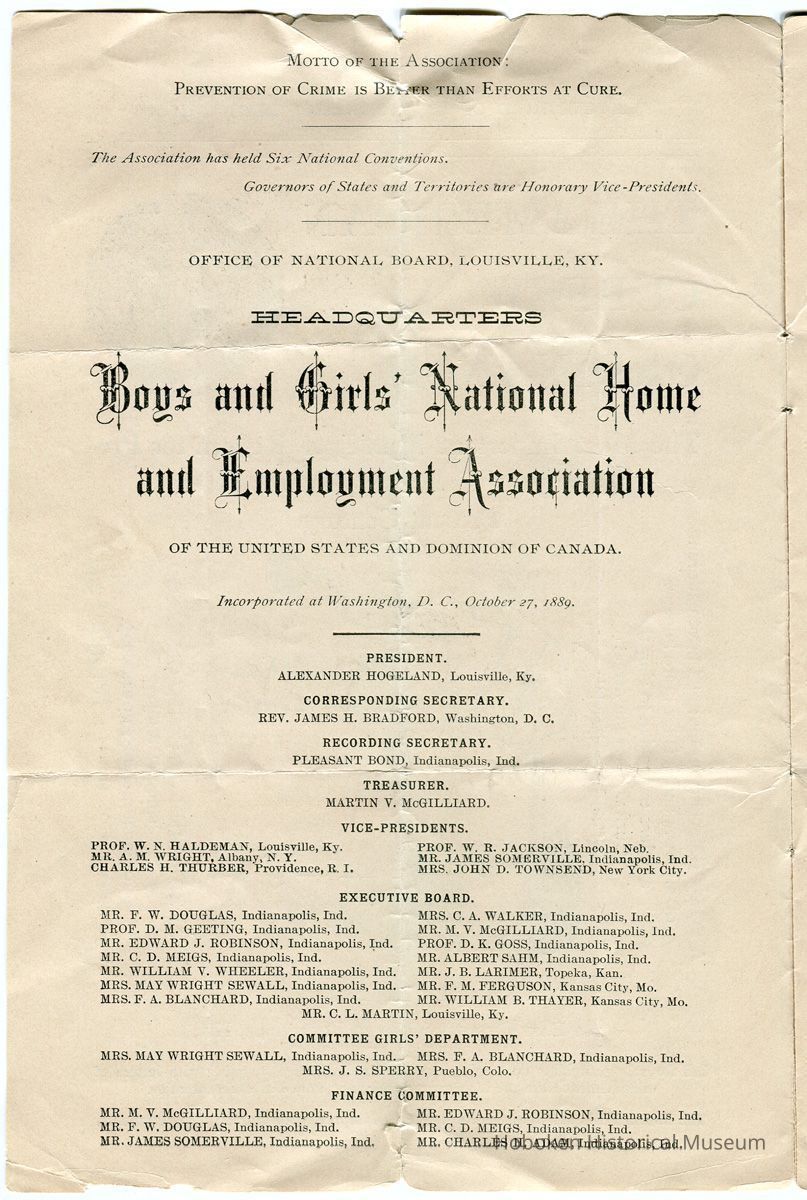 MOTTO OF THE ASSOCIATION:
PREVENTION OF CRIME IS BETTER THAN EFFORTS AT CURE.
The Association has held Six National Conventions.
Governors of States and Territories are Honorary Vice-Presidents.
OFFICE OF NATIONAL BOARD, LOUISVILLE, KY.
HEADQUARTERS
Boys and Girls' National Home
and Employment Association
OF THE UNITED STATES AND DOMINION OF CANADA.
Incorporated at Washington, D. C., October 27, 1889.
PRESIDENT.
ALEXANDER HOGELAND, Louisville, Ky.
CORRESPONDING SECRETARY.
REV. JAMES H. BRADFORD, Washington, D. C.
RECORDING SECRETARY.
PLEASANT BOND, Indianapolis, Ind.
TREASURER.
MARTIN V. McGILLIARD.
VICE-PRESIDENTS.
PROF. W. N. HALDEMAN, Louisville, Ky.
MR. A. M. WRIGHT, Albany, N. Y.
CHARLES H. THURBER, Providence, R. I.
PROF. W. R. JACKSON, Lincoln, Neb.
MR. JAMES SOMERVILLE, Indianapolis, Ind.
MRS. JOHN D. TOWNSEND, New York City.
EXECUTIVE BOARD.
MR. F. W. DOUGLAS, Indianapolis, Ind.
PROF. D. M. GEETING, Indianapolis, Ind.
MR. EDWARD J. ROBINSON, Indianapolis, Ind.
MR. C. D. MEIGS, Indianapolis, Ind.
MR. WILLIAM V. WHEELER, Indianapolis, Ind.
MRS. MAY WRIGHT SEWALL, Indianapolis, Ind.
MRS. F. A. BLANCHARD, Indianapolis, Ind.
MRS. C. A. WALKER, Indianapolis, Ind.
MR. M. V. McGILLIARD, Indianapolis, Ind.
PROF. D. K. GOSS, Indianapolis, Ind.
MR. ALBERT SAHM, Indianapolis, Ind.
MR. J. B. LARIMER, Topeka, Kan.
MR. F. M. FERGUSON, Kansas City, Mo.
MR. WILLIAM B. THAYER, Kansas City, Mo.
MR. C. L. MARTIN, Louisville, Ky.
COMMITTEE GIRLS' DEPARTMENT.
MRS. MAY WRIGHT SEWALL, Indianapolis, Ind.
MRS. F. A. BLANCHARD, Indianapolis, Ind.
MRS. J. S. SPERRY, Pueblo, Colo.
FINANCE COMMITTEE.
MR. M. V. McGILLIARD, Indianapolis, Ind.
MR. F. W. DOUGLAS, Indianapolis, Ind.
MR. JAMES SOMERVILLE, Indianapolis, Ind.
MR. EDWARD J. ROBINSON, Indianapolis, Ind.
MR. C. D. MEIGS, Indianapolis, Ind.
MR. CHARLES ADAM, Indianapolis, Ind.
Hoboken Historical Museum